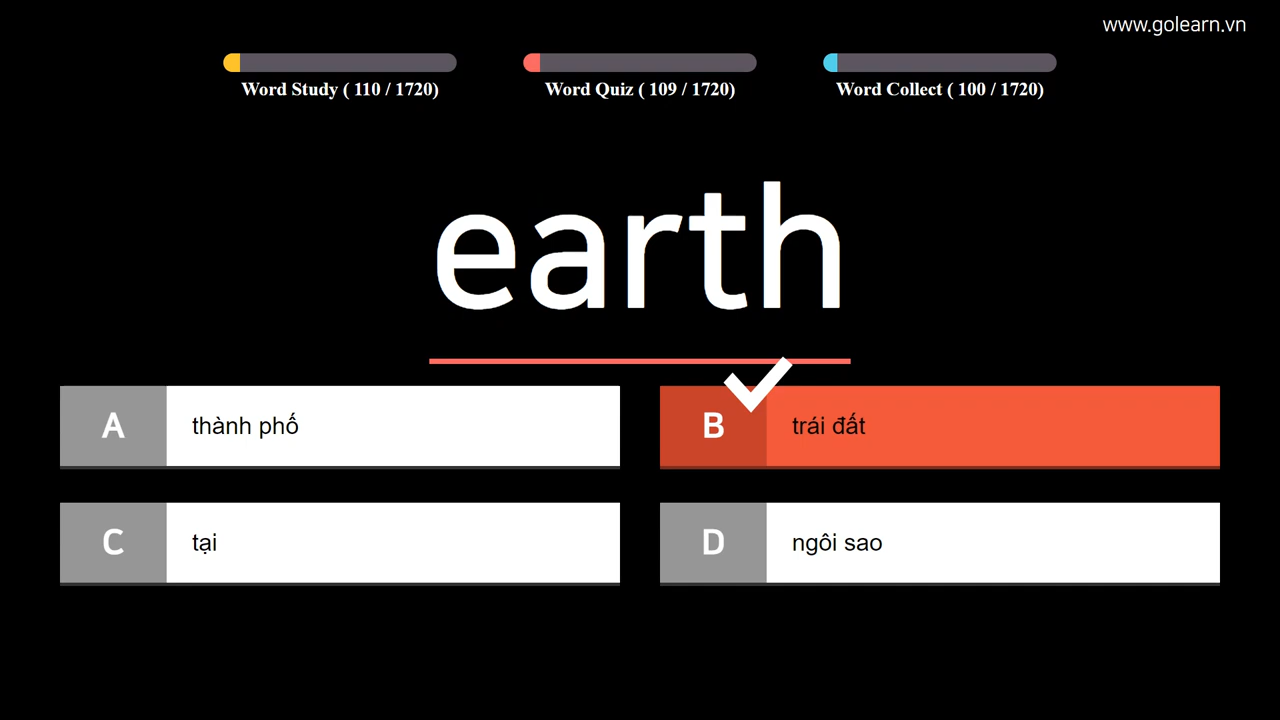 www.golearn.vn
Word Study ( 110 / 1720)
Word Quiz ( 109 / 1720)
Word Collect ( 100 / 1720)
earth
A thành phố
B trái đất
C tại
D ngôi sao